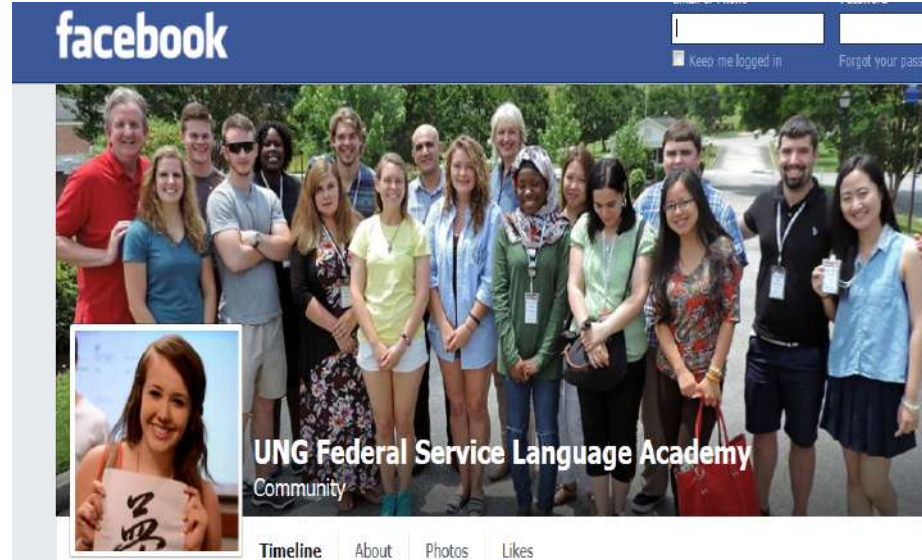 facebook
Keep me logged in
Forgot your pass
UNG Federal Service Language Academy
Community
Timeline About Photos Likes